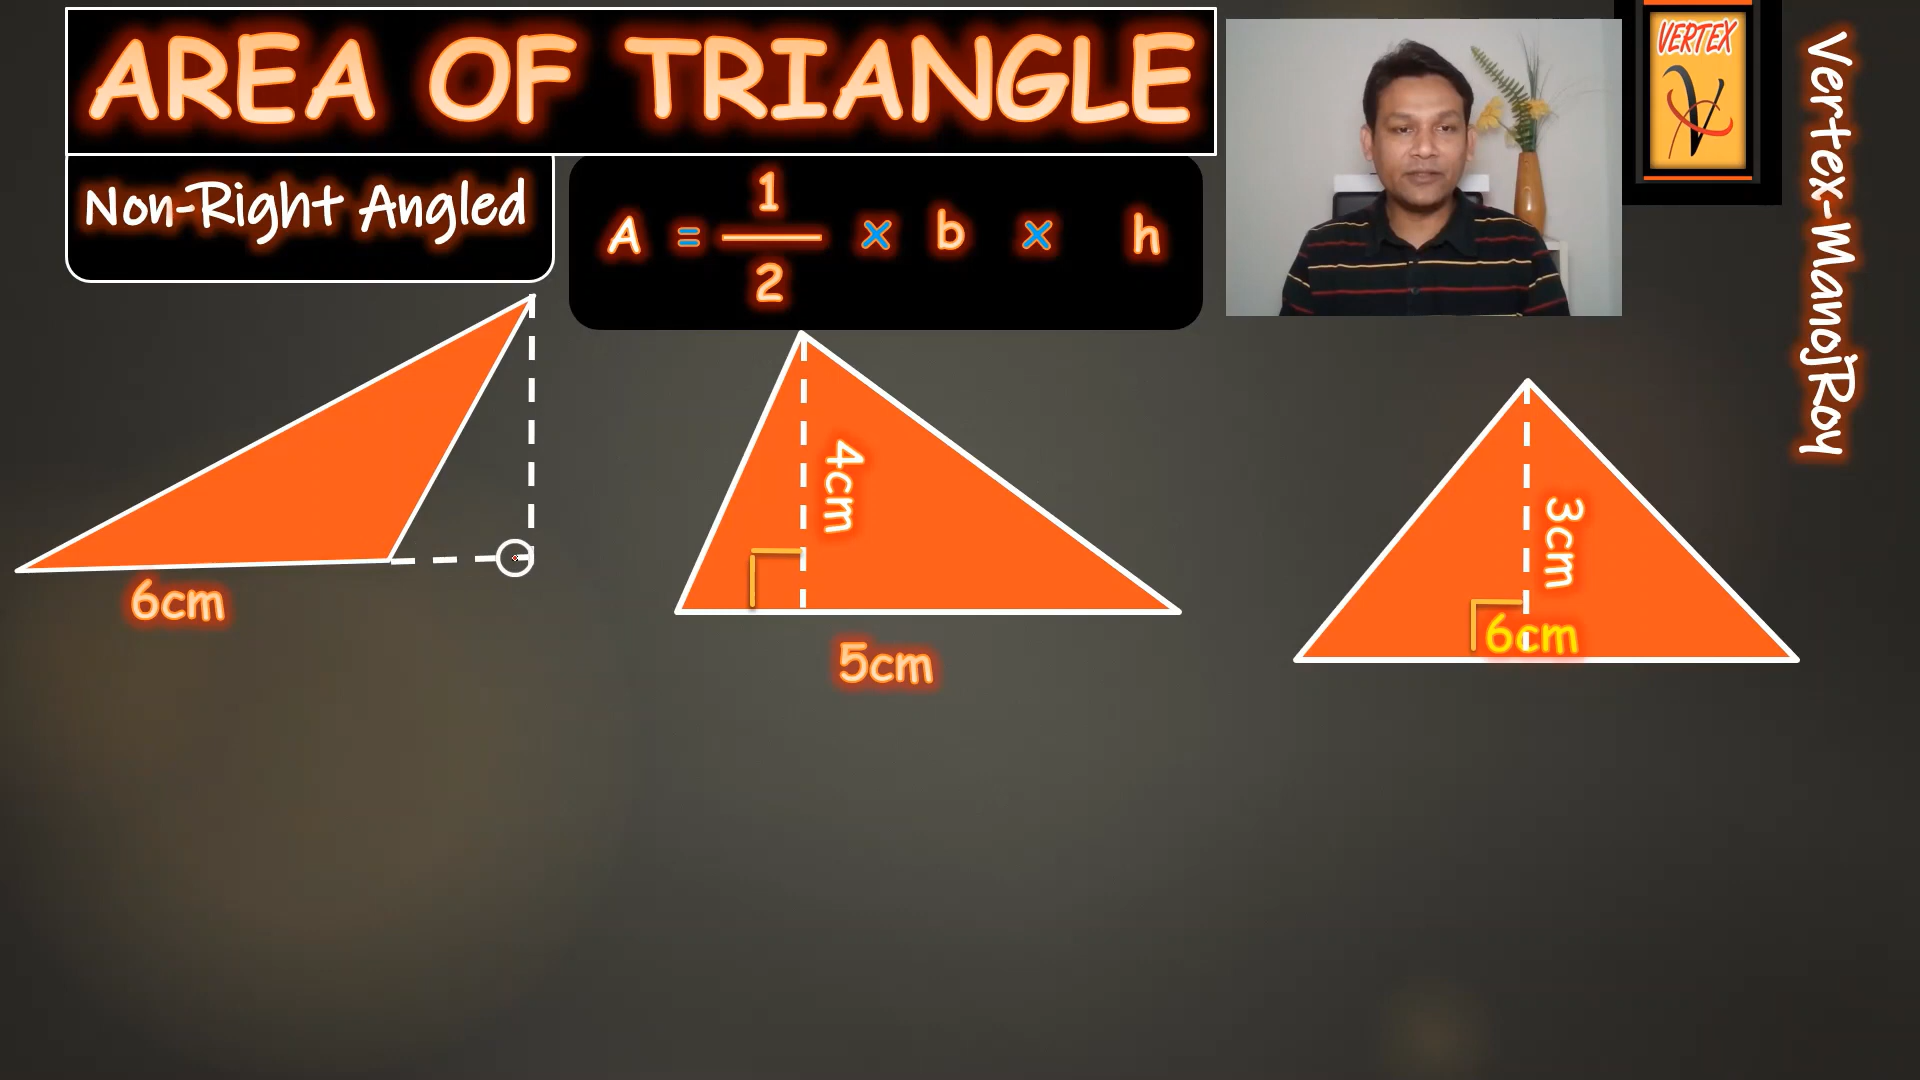 AREA OF TRIANGLE
VERTEX
Vertex-ManojRoy
Non-Right Angled
A = 1/2 × b × h
4cm
3cm
6cm
6cm
5cm